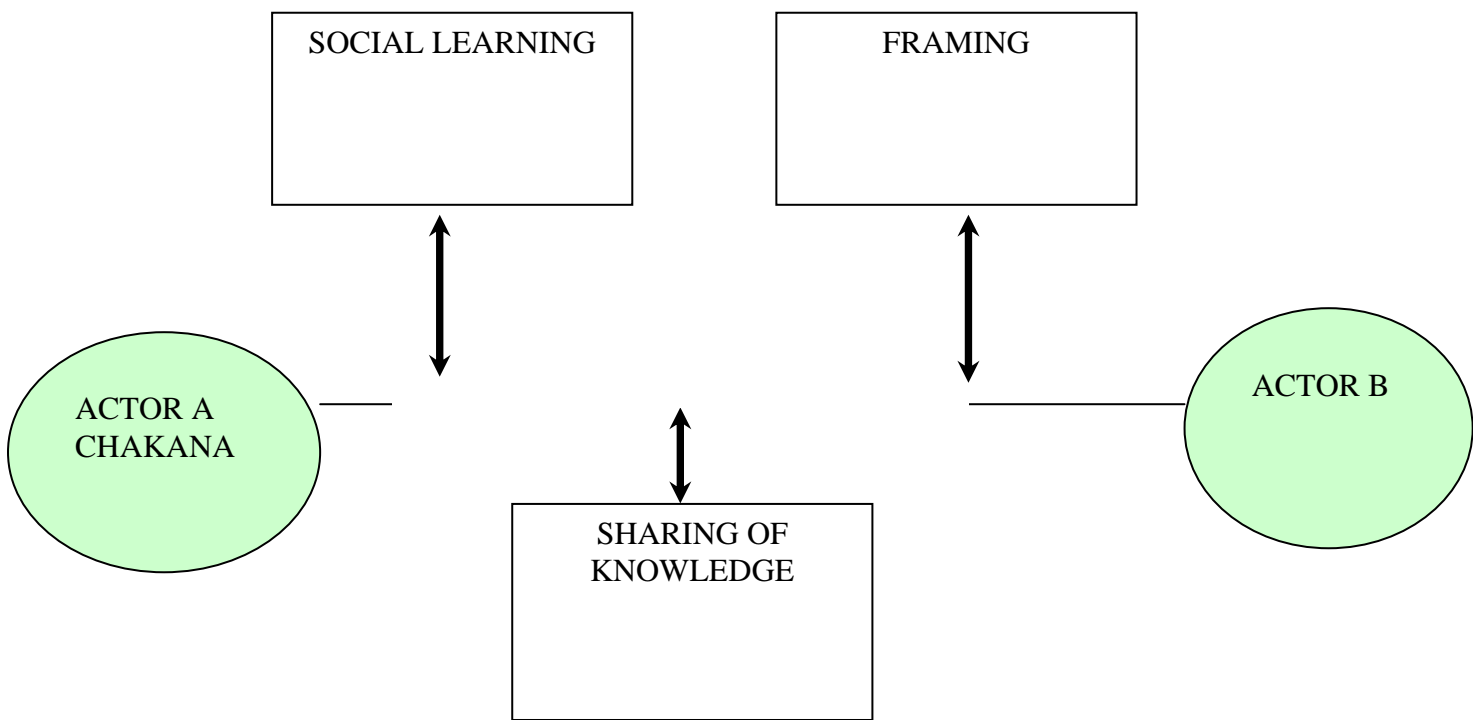 SOCIAL LEARNING
FRAMING
ACTOR A
CHAKANA
ACTOR B
SHARING OF
KNOWLEDGE